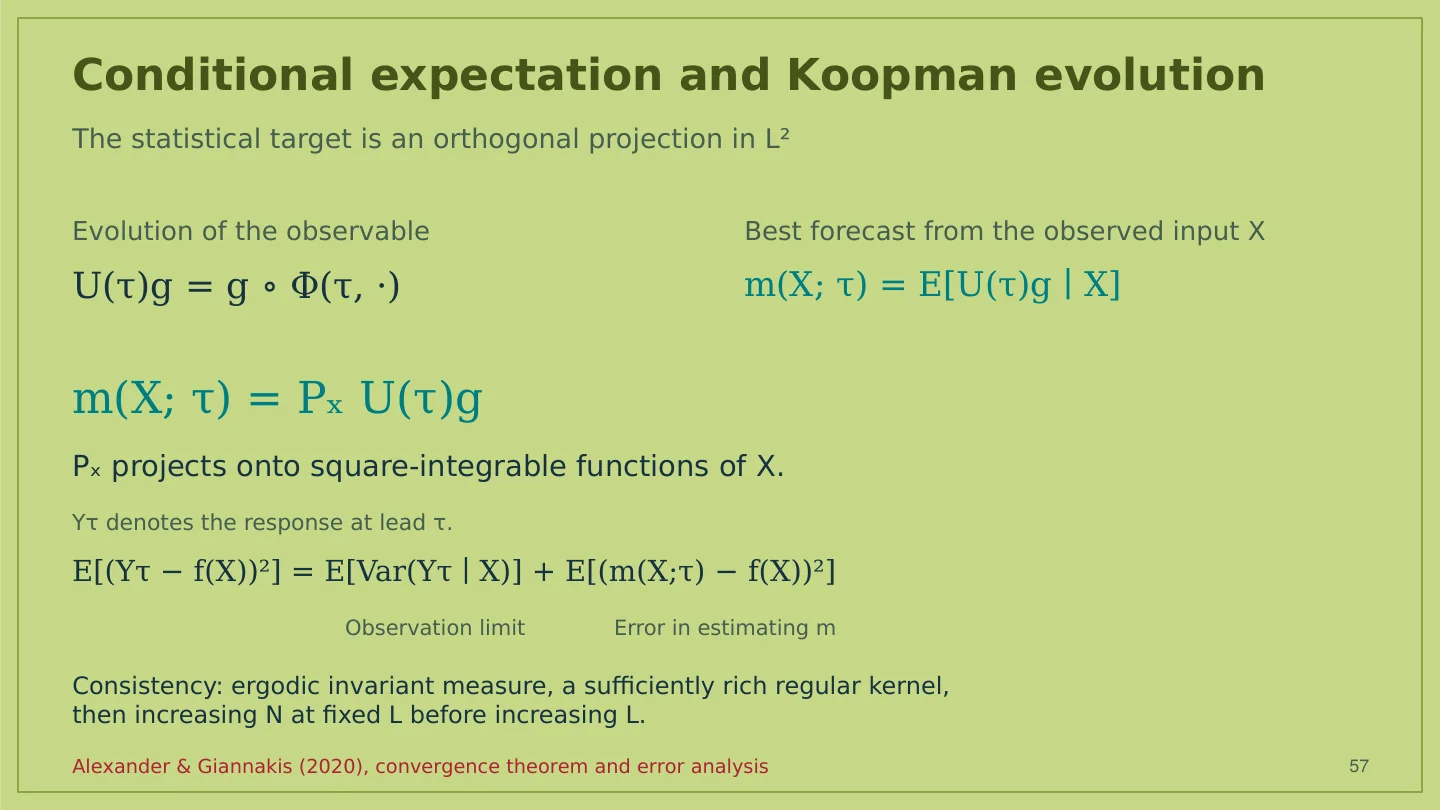 Conditional expectation and Koopman evolution
The statistical target is an orthogonal projection in L²
Evolution of the observable
U(τ)g = g ∘ Φ(τ, ·)
Best forecast from the observed input X
m(X; τ) = E[U(τ)g | X]
m(X; τ) = Pₓ U(τ)g
Pₓ projects onto square-integrable functions of X.
Yτ denotes the response at lead τ.
E[(Yτ − f(X))²] = E[Var(Yτ | X)] + E[(m(X;τ) − f(X))²]
Observation limit
Error in estimating m
Consistency: ergodic invariant measure, a sufficiently rich regular kernel,
then increasing N at fixed L before increasing L.
Alexander & Giannakis (2020), convergence theorem and error analysis
57